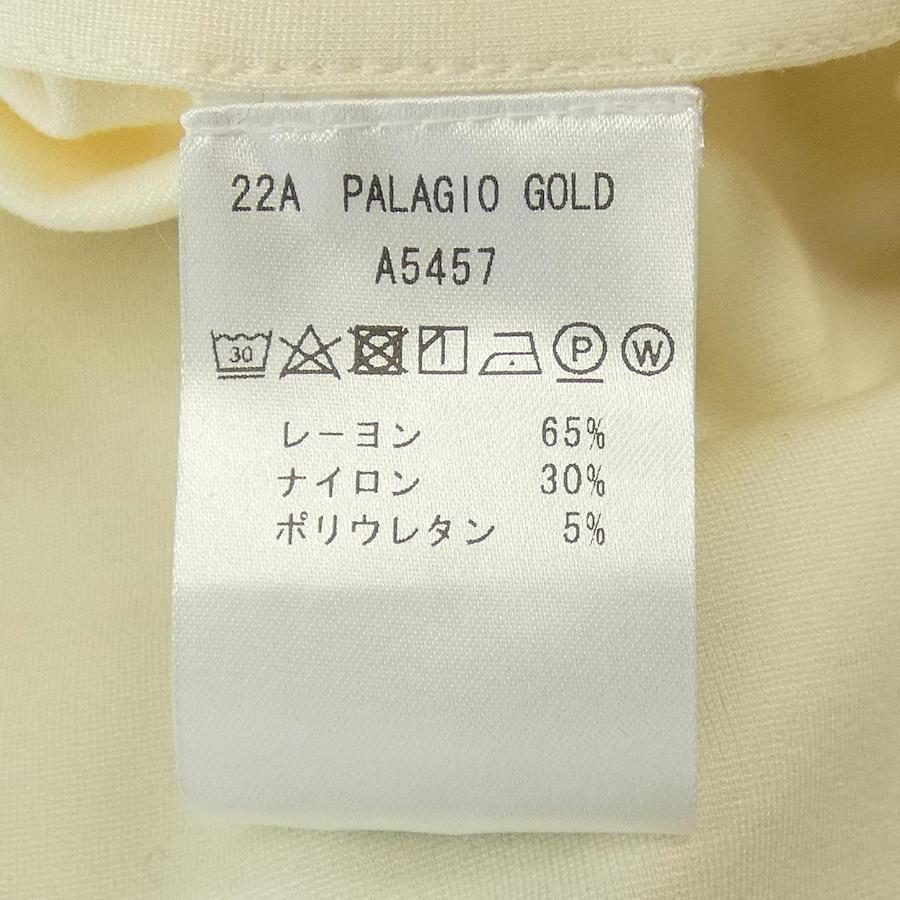 22A PALAGIO GOLD
A5457
30 P W
レーヨン 65%
ナイロン 30%
ポリウレタン 5%